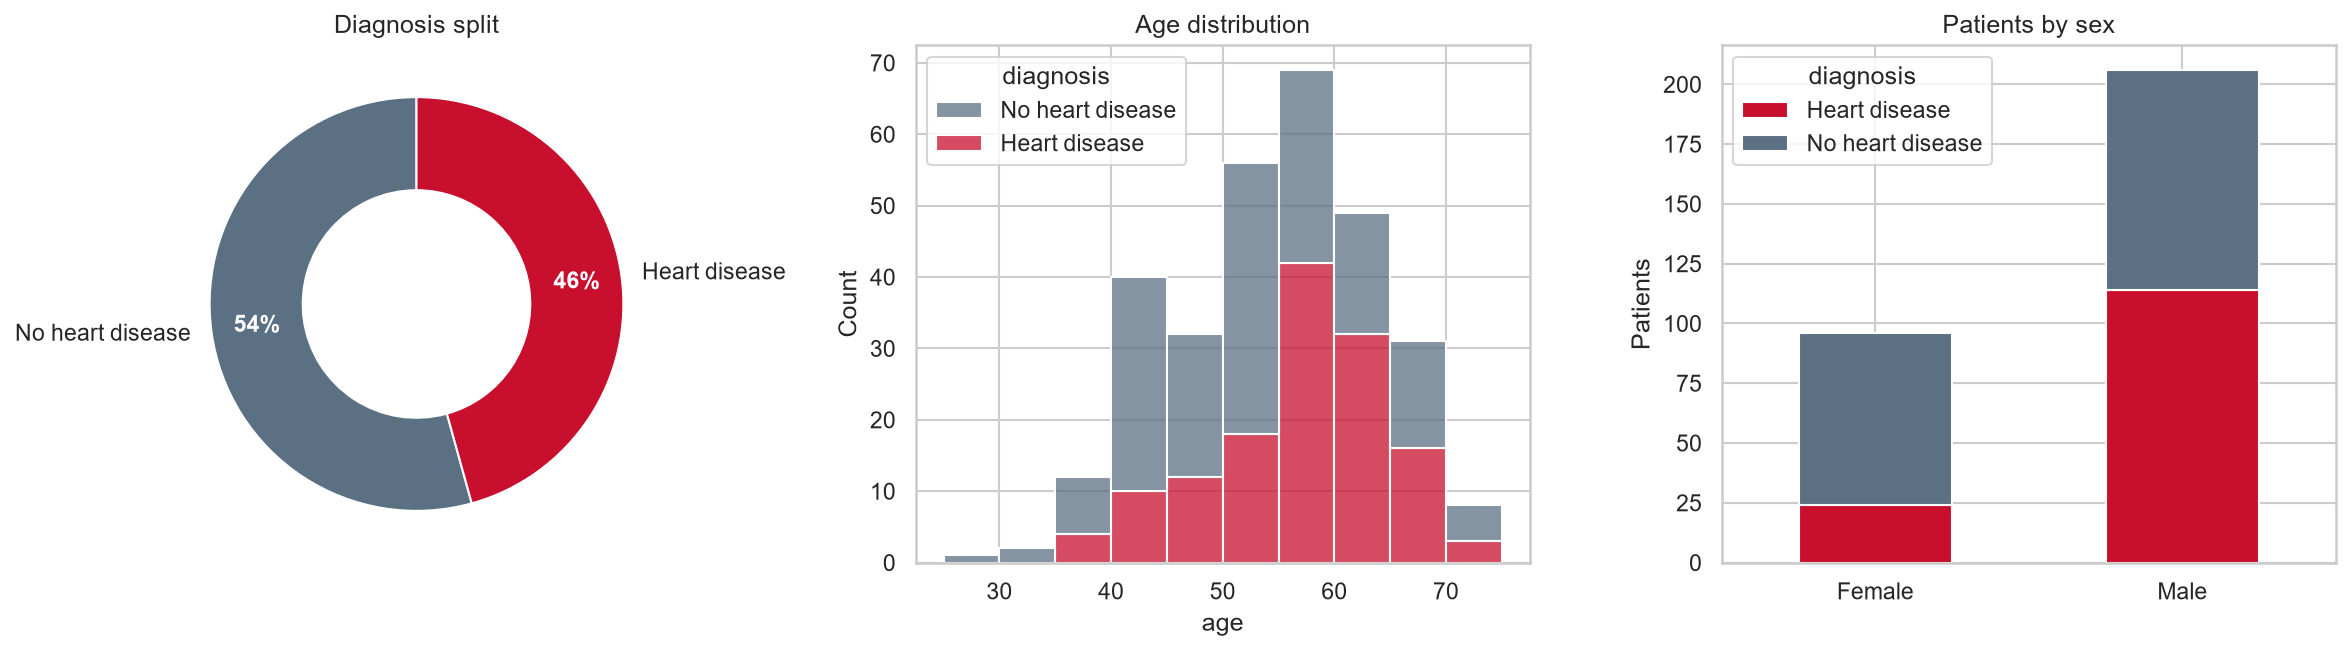 Diagnosis split
46%
Heart disease
54%
No heart disease
Age distribution
diagnosis
No heart disease
Heart disease
Count
70
60
50
40
30
20
10
0
30 40 50 60 70
age
Patients by sex
diagnosis
Heart disease
No heart disease
Patients
200
175
150
125
100
75
50
25
0
Female Male